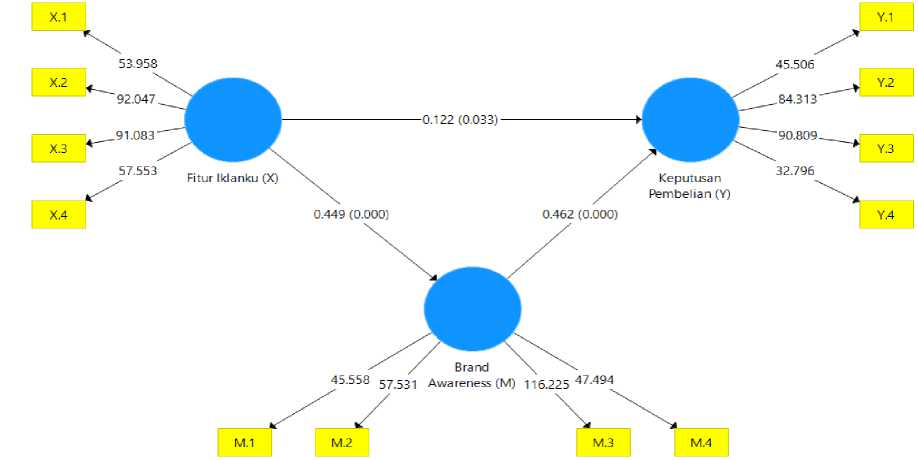 X.1
Y.1
53.958
45.506
X.2
Y.2
92.047
84.313
0.122 (0.033)
91.083
90.809
X.3
Y.3
57.553
32.796
Fitur Iklanku (X)
Keputusan
Pembelian (Y)
X.4
Y.4
0.449 (0.000)
0.462 (0.000)
Brand
Awareness (M)
45.558
57.531
116.225
47.494
M.1
M.2
M.3
M.4